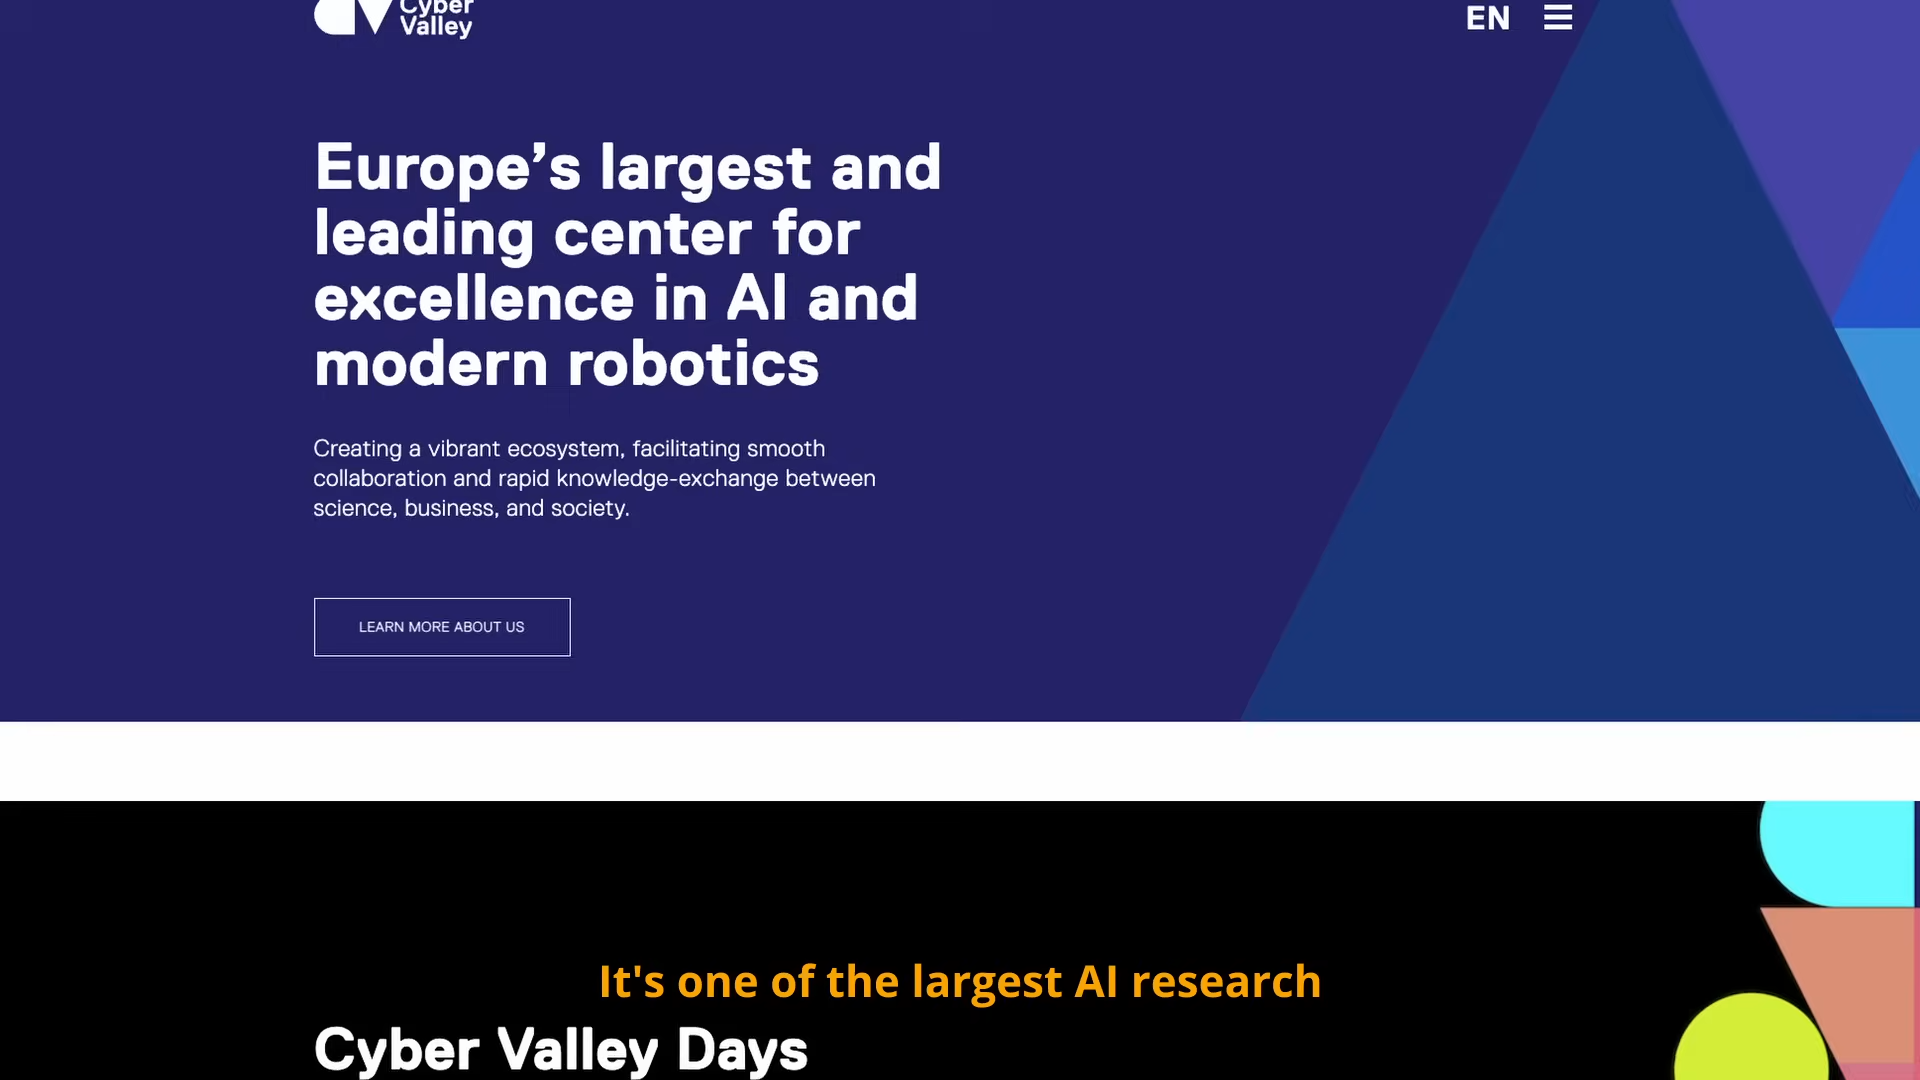 Cyber
Valley
EN
Europe’s largest and
leading center for
excellence in AI and
modern robotics
Creating a vibrant ecosystem, facilitating smooth
collaboration and rapid knowledge-exchange between
science, business, and society.
LEARN MORE ABOUT US
It's one of the largest AI research
Cyber Valley Days